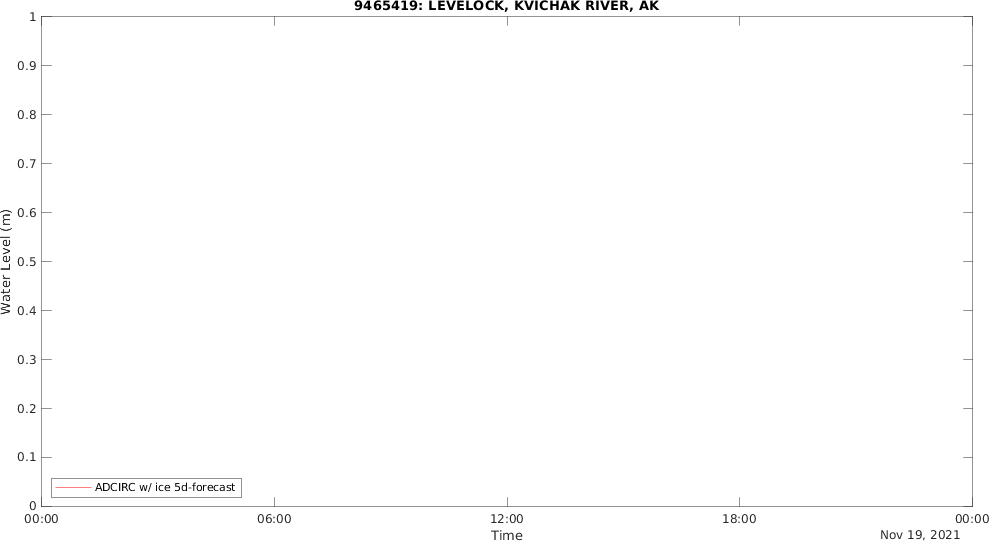 9465419: LEVELOCK, KVICHAK RIVER, AK
1
0.9
0.8
0.7
0.6
0.5
0.4
0.3
0.2
0.1
0
Water Level (m)
ADCIRC w/ ice 5d-forecast
00:00 06:00 12:00 18:00 00:00
Time
Nov 19, 2021